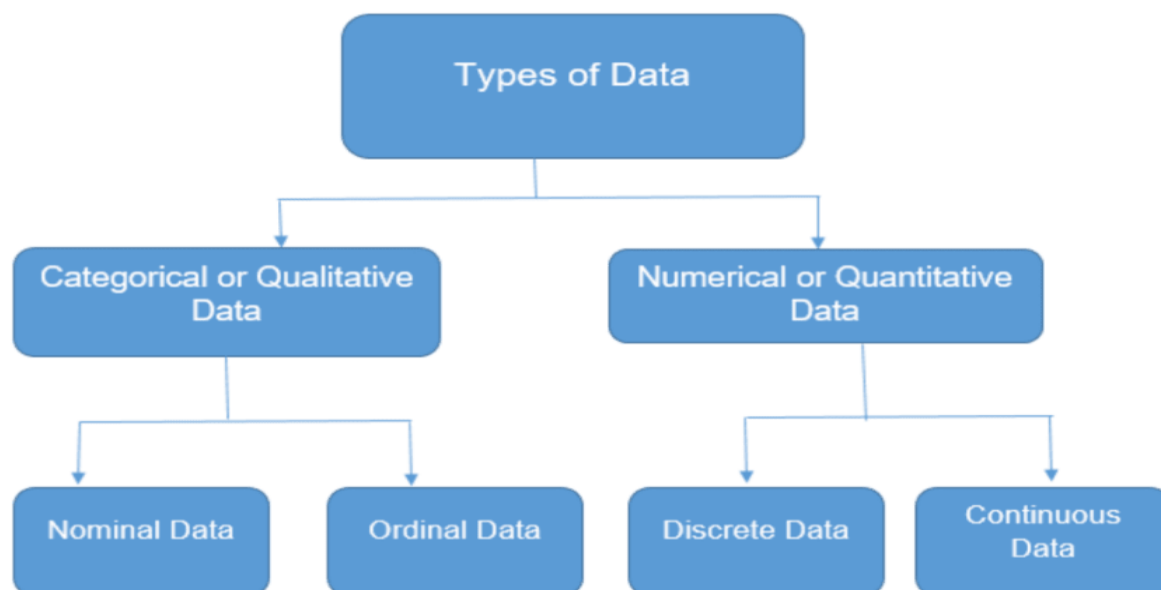 Types of Data
Categorical or Qualitative
Data
Numerical or Quantitative
Data
Nominal Data
Ordinal Data
Discrete Data
Continuous
Data